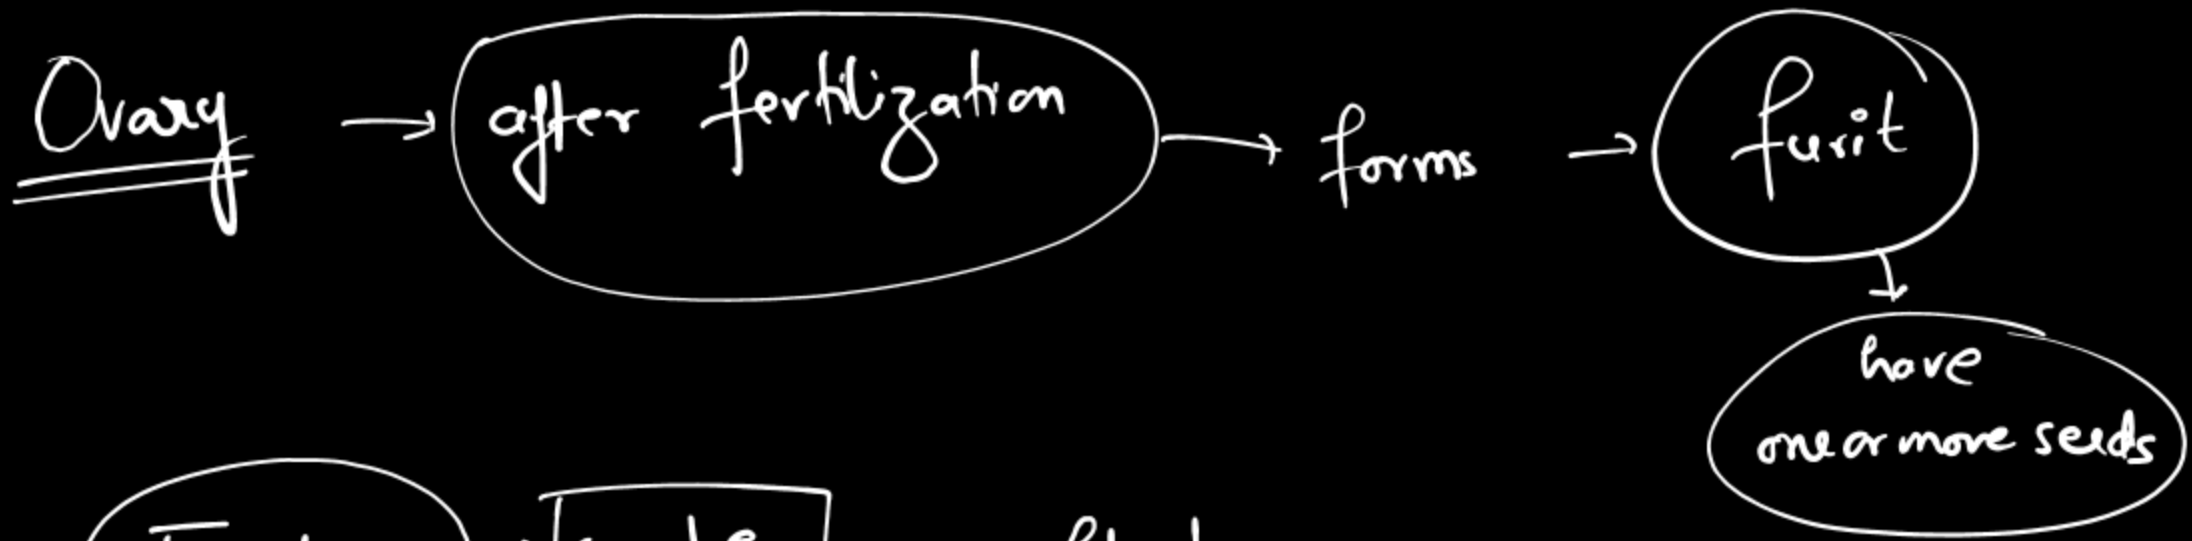 Ovary → after fertilization → forms → furit
have
one or more seeds